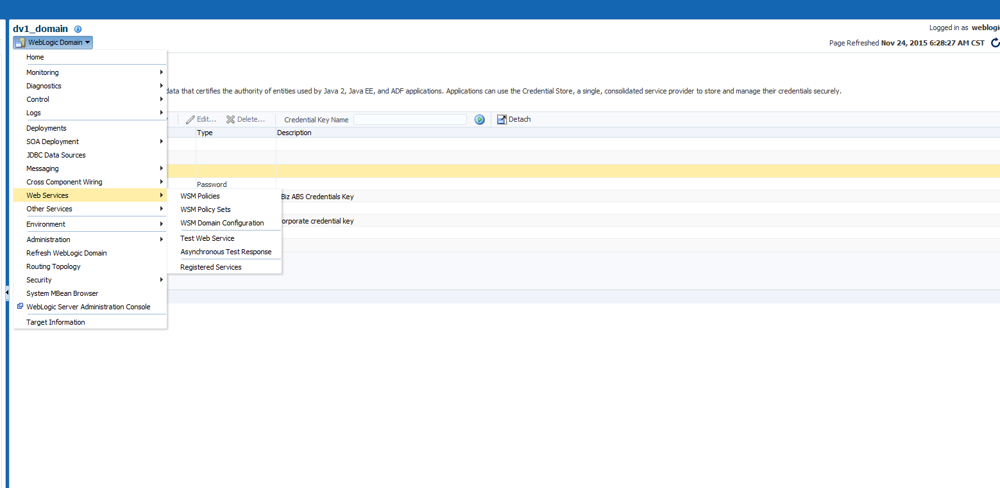 dv1_domain
Logged in as
WebLogic Domain
Page Refreshed Nov 24, 2015 6:28:27 AM CST
Home
Monitoring
Diagnostics
Control
Logs
Deployments
SOA Deployment
JDBC Data Sources
Messaging
Cross Component Wiring
Web Services
Other Services
Environment
Administration
Refresh WebLogic Domain
Routing Topology
Security
System MBean Browser
WebLogic Server Administration Console
Target Information
WSM Policies
WSM Policy Sets
WSM Domain Configuration
Test Web Service
Asynchronous Test Response
Registered Services
data that certifies the authority of entities used by Java 2, Java EE, and ADF applications. Applications can use the Credential Store, a single, consolidated service provider to store and manage their credentials securely.
Edit... Delete... Credential Key Name Detach
Type Description
Password
Biz ABS Credentials Key
orporate credential key